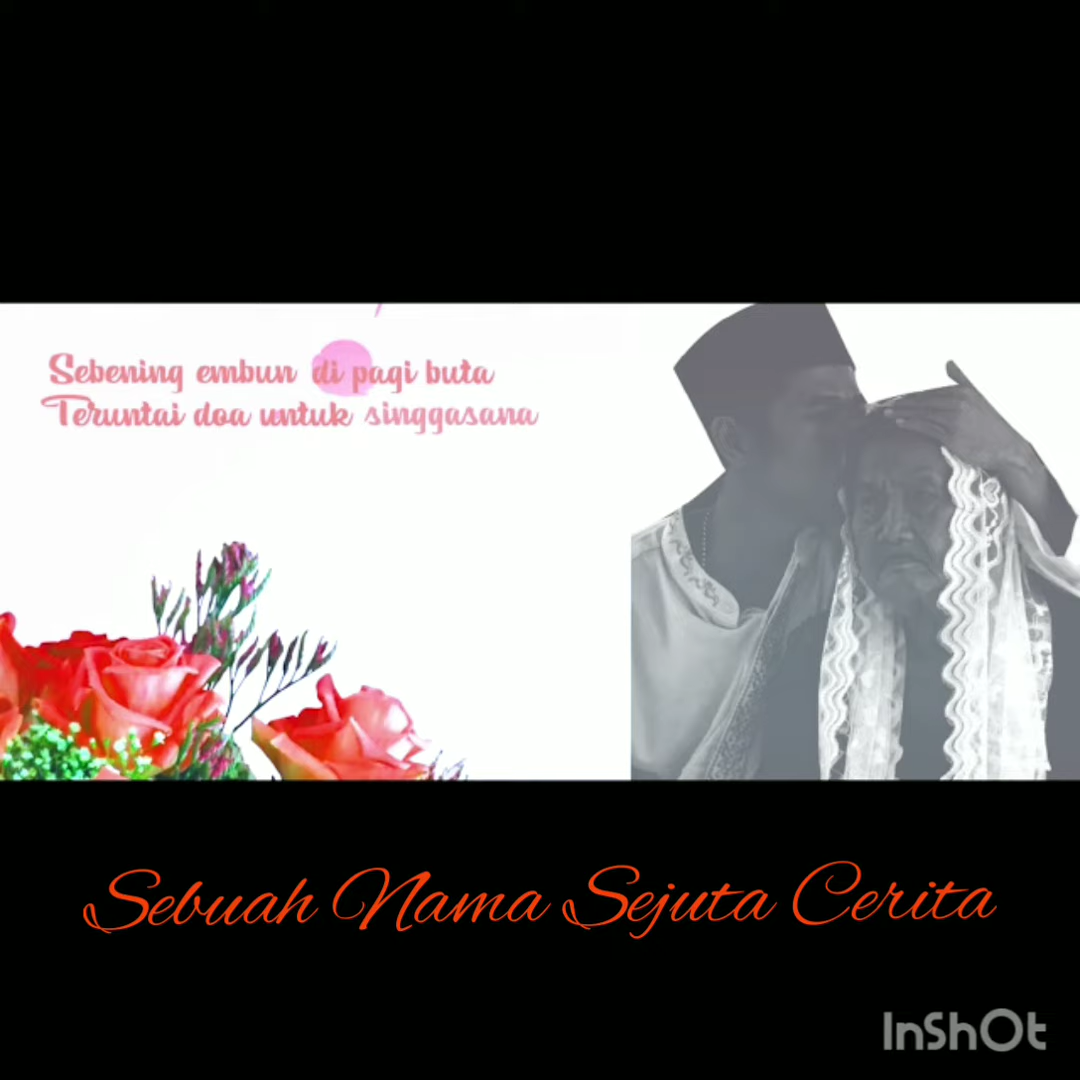 Sebening embun di pagi buta
Teruntai doa untuk singgasana
Sebuah Nama Sejuta Cerita
InShOt